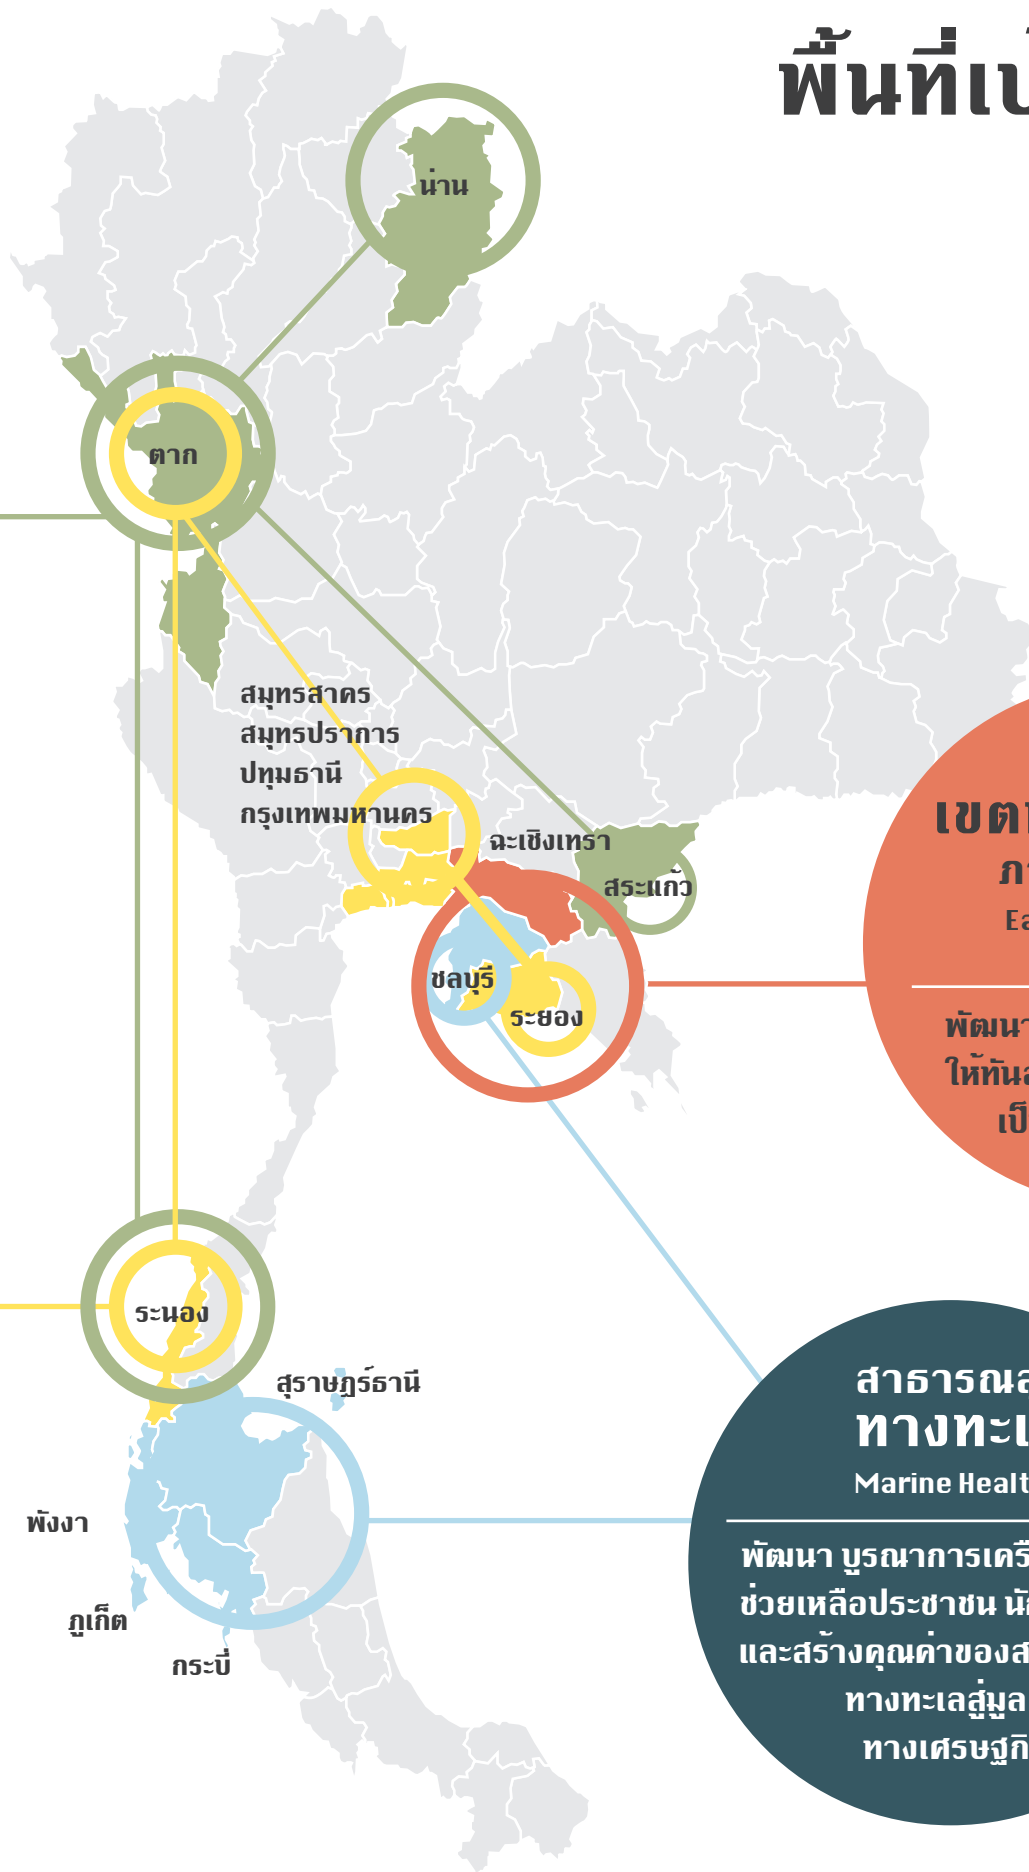 พื้นที่
น่าน
ตาก
สมุทรสาคร
สมุทรปราการ
ปทุมธานี
กรุงเทพมหานคร
ฉะเชิงเทรา
สระแก้ว
ชลบุรี
ระยอง
เขต
ภา
Ea
พัฒนา
ให้ทัน
เป็
ระนอง
สุราษฎร์ธานี
พังงา
ภูเก็ต
กระบี่
สาธารณ
ทางทะเ
Marine Healt
พัฒนา บูรณาการเครื
ช่วยเหลือประชาชน นั
และสร้างคุณค่าของส
ทางทะเลสู่มูล
ทางเศรษฐกิ